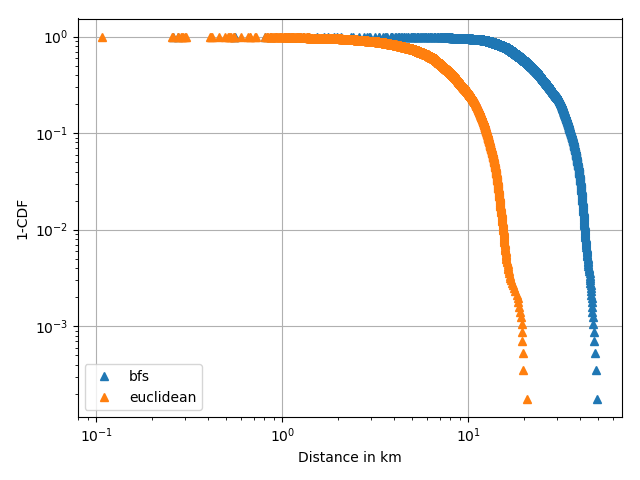 10⁰
10⁻¹
10⁻²
10⁻³
1-CDF
bfs
euclidean
10⁻¹ 10⁰ 10¹
Distance in km